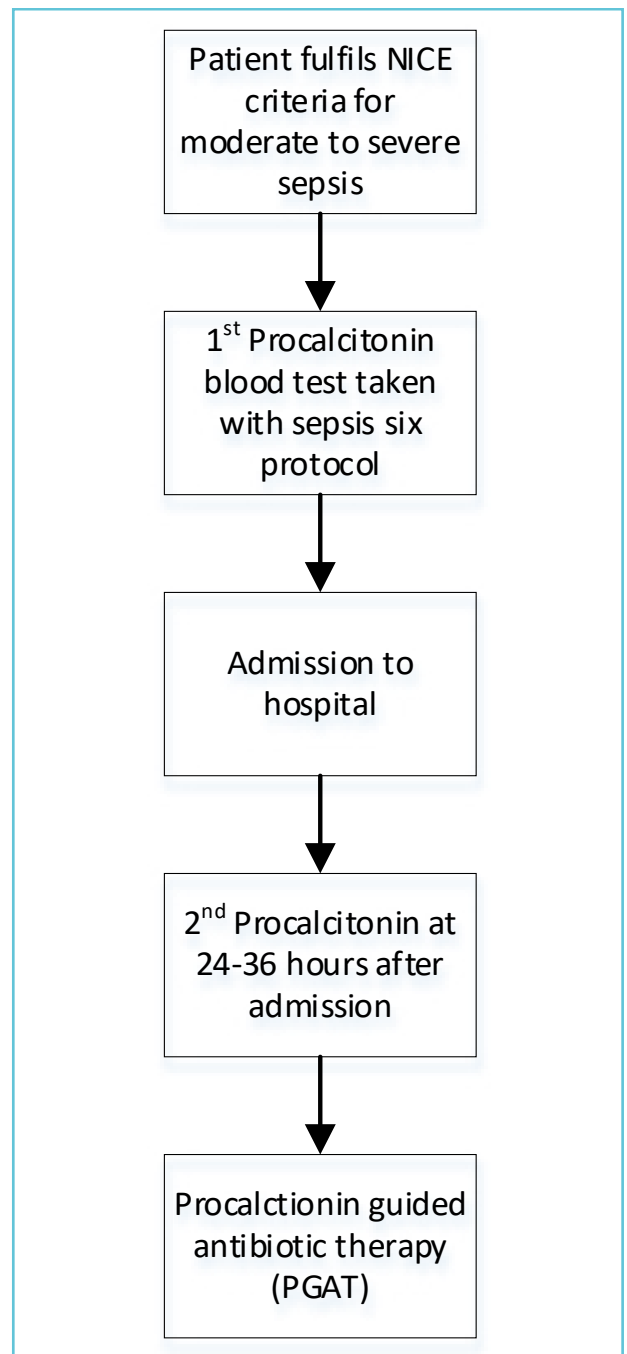 Patient fulfils NICE
criteria for
moderate to severe
sepsis
1st Procalcitonin
blood test taken
with sepsis six
protocol
Admission to
hospital
2nd Procalcitonin at
24-36 hours after
admission
Procalctionin guided
antibiotic therapy
(PGAT)